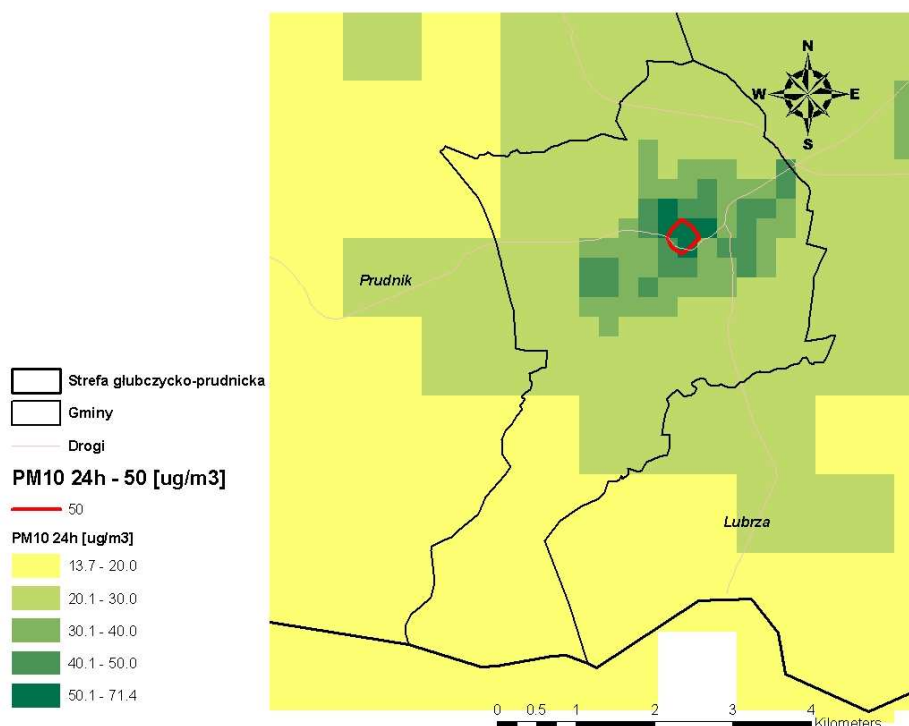 N
W E
S
Prudnik
Strefa głubczycko-prudnicka
Gminy
Drogi
PM10 24h - 50 [ug/m3]
50
PM10 24h [ug/m3]
13.7 - 20.0
20.1 - 30.0
30.1 - 40.0
40.1 - 50.0
50.1 - 71.4
Lubrza
0 0.5 1 2 3 4
Kilometers